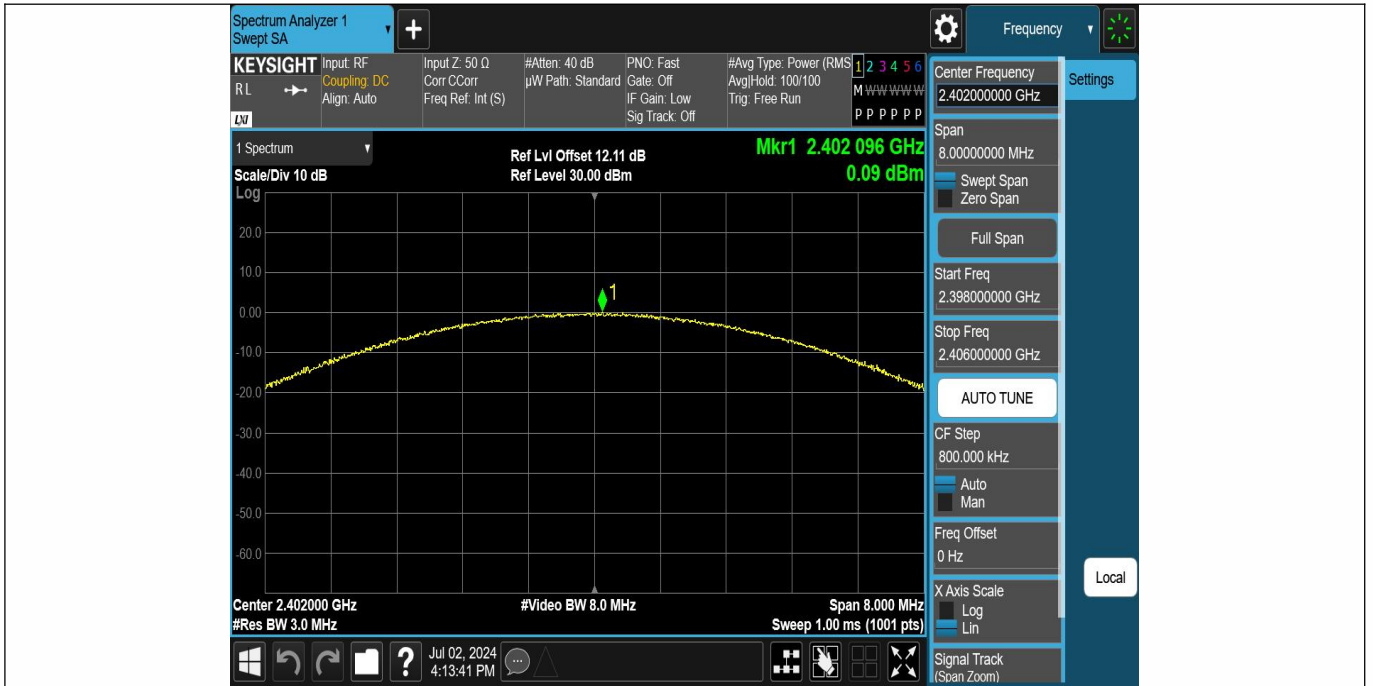 Spectrum Analyzer 1
Swept SA
Frequency
KEYSIGHT
R L
LXI
Input: RF
Coupling: DC
Align: Auto
Input Z: 50 Ω
Corr CCorr
Freq Ref: Int (S)
#Atten: 40 dB
µW Path: Standard
PNO: Fast
Gate: Off
IF Gain: Low
Sig Track: Off
#Avg Type: Power (RMS
Avg|Hold: 100/100
Trig: Free Run
1 2 3 4 5 6
M W W W W W
P P P P P P
1 Spectrum
Scale/Div 10 dB
Ref Lvl Offset 12.11 dB
Ref Level 30.00 dBm
Mkr1 2.402 096 GHz
0.09 dBm
Log
20.0
10.0
0.00
-10.0
-20.0
-30.0
-40.0
-50.0
-60.0
1
Center 2.402000 GHz
#Res BW 3.0 MHz
#Video BW 8.0 MHz
Span 8.000 MHz
Sweep 1.00 ms (1001 pts)
Jul 02, 2024
4:13:41 PM
Center Frequency
2.402000000 GHz
Settings
Span
8.00000000 MHz
Swept Span
Zero Span
Full Span
Start Freq
2.398000000 GHz
Stop Freq
2.406000000 GHz
AUTO TUNE
CF Step
800.000 kHz
Auto
Man
Freq Offset
0 Hz
X Axis Scale
Log
Lin
Local
Signal Track
(Span Zoom)